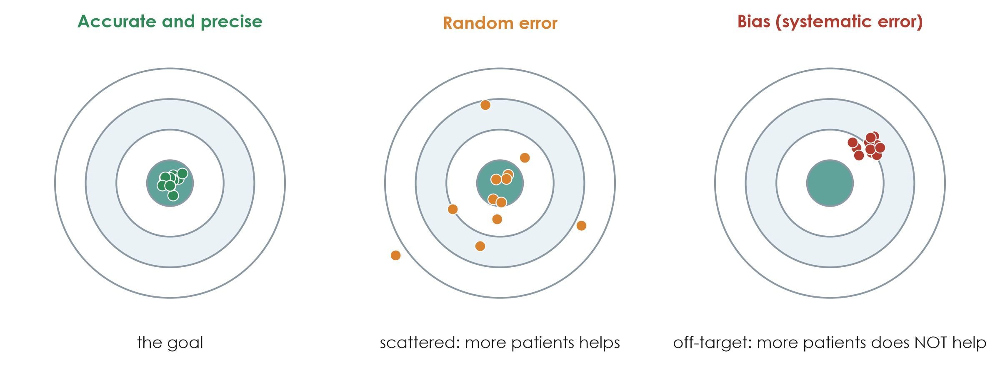 Accurate and precise
Random error
Bias (systematic error)
the goal
scattered: more patients helps
off-target: more patients does NOT help